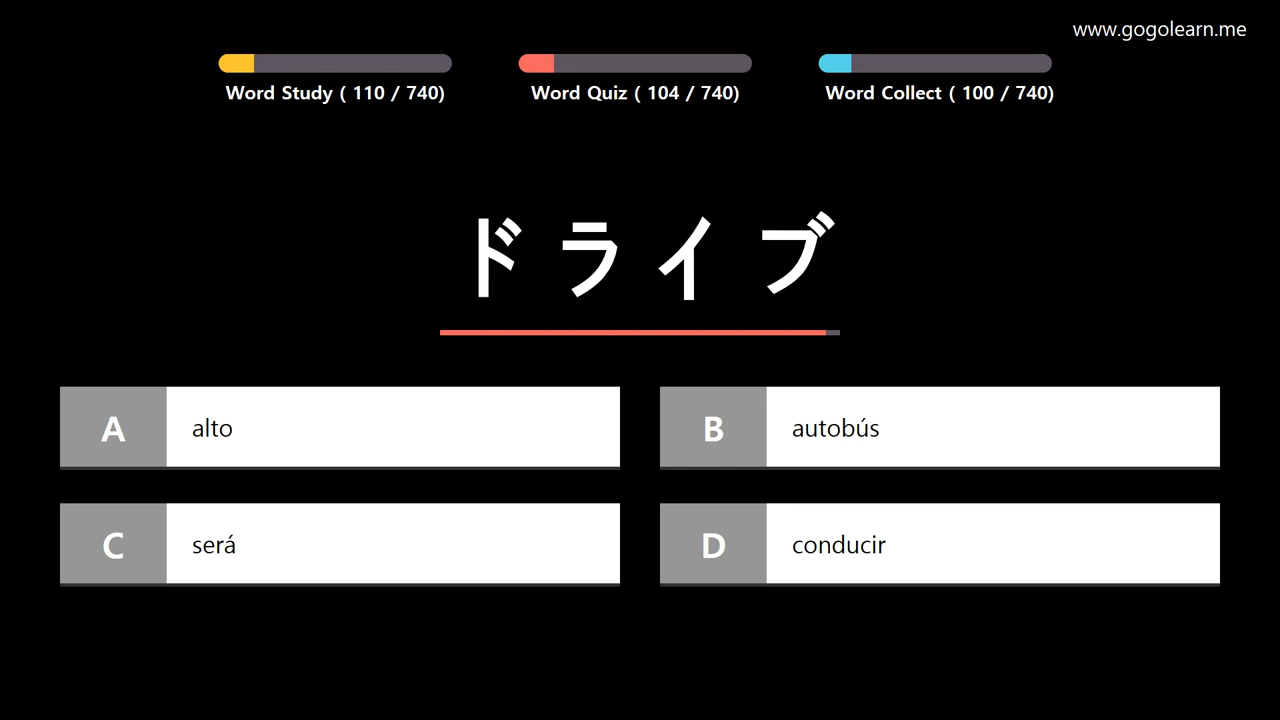 www.gogolearn.me
Word Study ( 110 / 740)
Word Quiz ( 104 / 740)
Word Collect ( 100 / 740)
ドライブ
A alto
B autobús
C será
D conducir